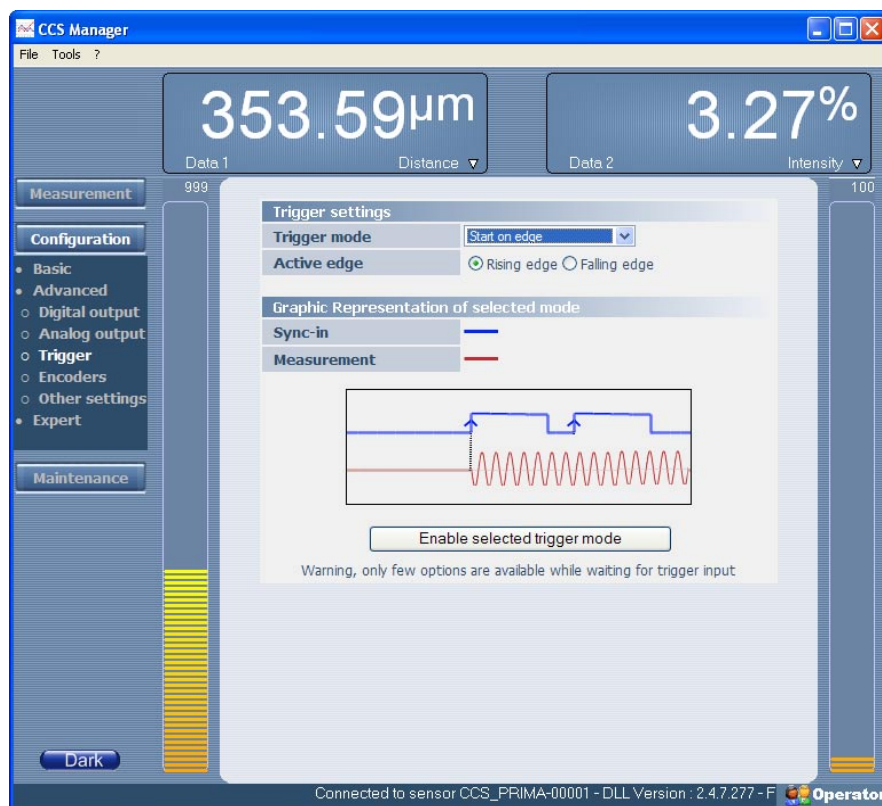 CCS Manager
File Tools ?
353.59µm
Data 1 Distance
3.27%
Data 2 Intensity
999
100
Measurement
Configuration
Basic
Advanced
Digital output
Analog output
Trigger
Encoders
Other settings
Expert
Maintenance
Trigger settings
Trigger mode Start on edge
Active edge Rising edge Falling edge
Graphic Representation of selected mode
Sync-in
Measurement
Enable selected trigger mode
Warning, only few options are available while waiting for trigger input
Dark
Connected to sensor CCS_PRIMA-00001 - DLL Version : 2.4.7.277 - F Operator